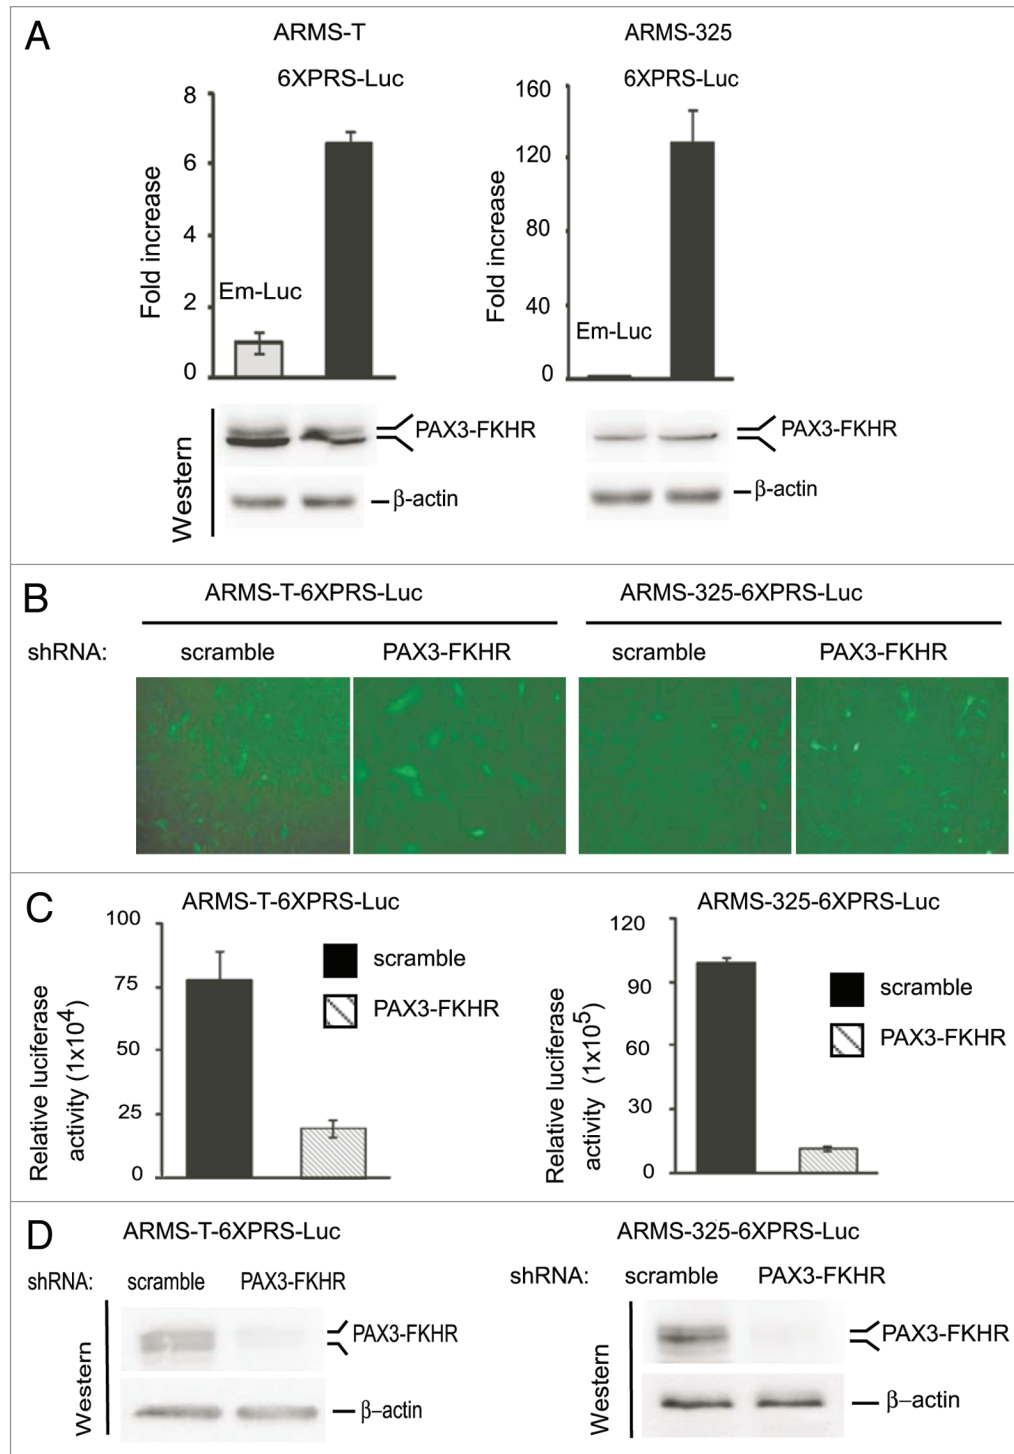 A
ARMS-T
6XPRS-Luc
Fold increase
8
6
4
2
0
Em-Luc
ARMS-325
6XPRS-Luc
Fold increase
160
120
80
40
0
Em-Luc
Western
PAX3-FKHR
β-actin
PAX3-FKHR
β-actin
B
ARMS-T-6XPRS-Luc
ARMS-325-6XPRS-Luc
shRNA: scramble PAX3-FKHR scramble PAX3-FKHR
C
ARMS-T-6XPRS-Luc
Relative luciferase
activity (1x10⁴)
100
75
50
25
0
scramble
PAX3-FKHR
ARMS-325-6XPRS-Luc
Relative luciferase
activity (1x10⁵)
120
90
60
30
0
scramble
PAX3-FKHR
D
ARMS-T-6XPRS-Luc
shRNA: scramble PAX3-FKHR
Western
PAX3-FKHR
β-actin
ARMS-325-6XPRS-Luc
shRNA: scramble PAX3-FKHR
Western
PAX3-FKHR
β-actin